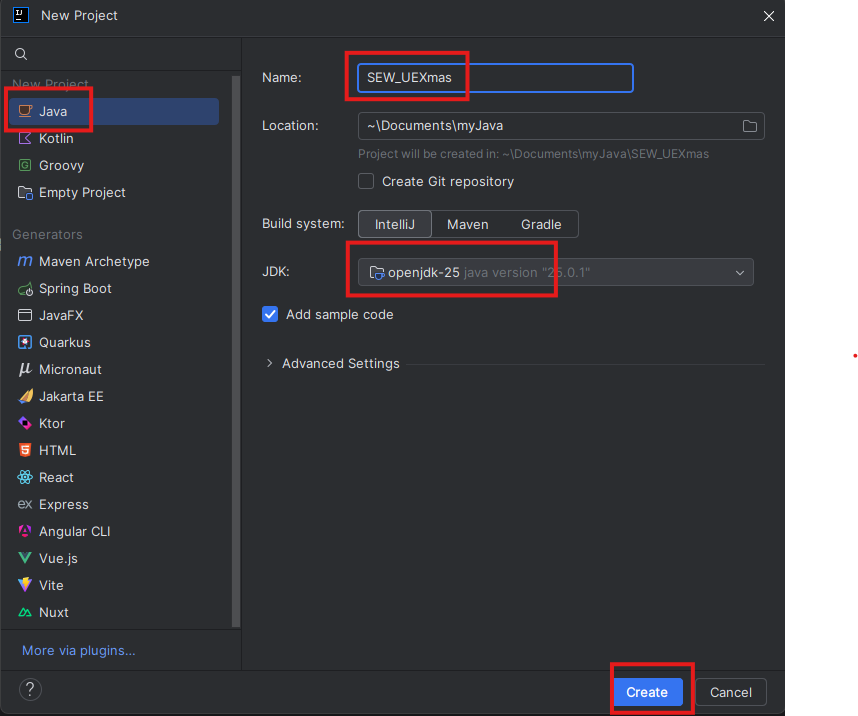 New Project
New Project
Java
Kotlin
Groovy
Empty Project
Generators
Maven Archetype
Spring Boot
JavaFX
Quarkus
Micronaut
Jakarta EE
Ktor
HTML
React
Express
Angular CLI
Vue.js
Vite
Nuxt
More via plugins...
Name: SEW_UEXmas
Location: ~\Documents\myJava
Project will be created in: ~\Documents\myJava\SEW_UEXmas
Create Git repository
Build system: IntelliJ Maven Gradle
JDK: openjdk-25 java version "25.0.1"
Add sample code
Advanced Settings
? Create Cancel